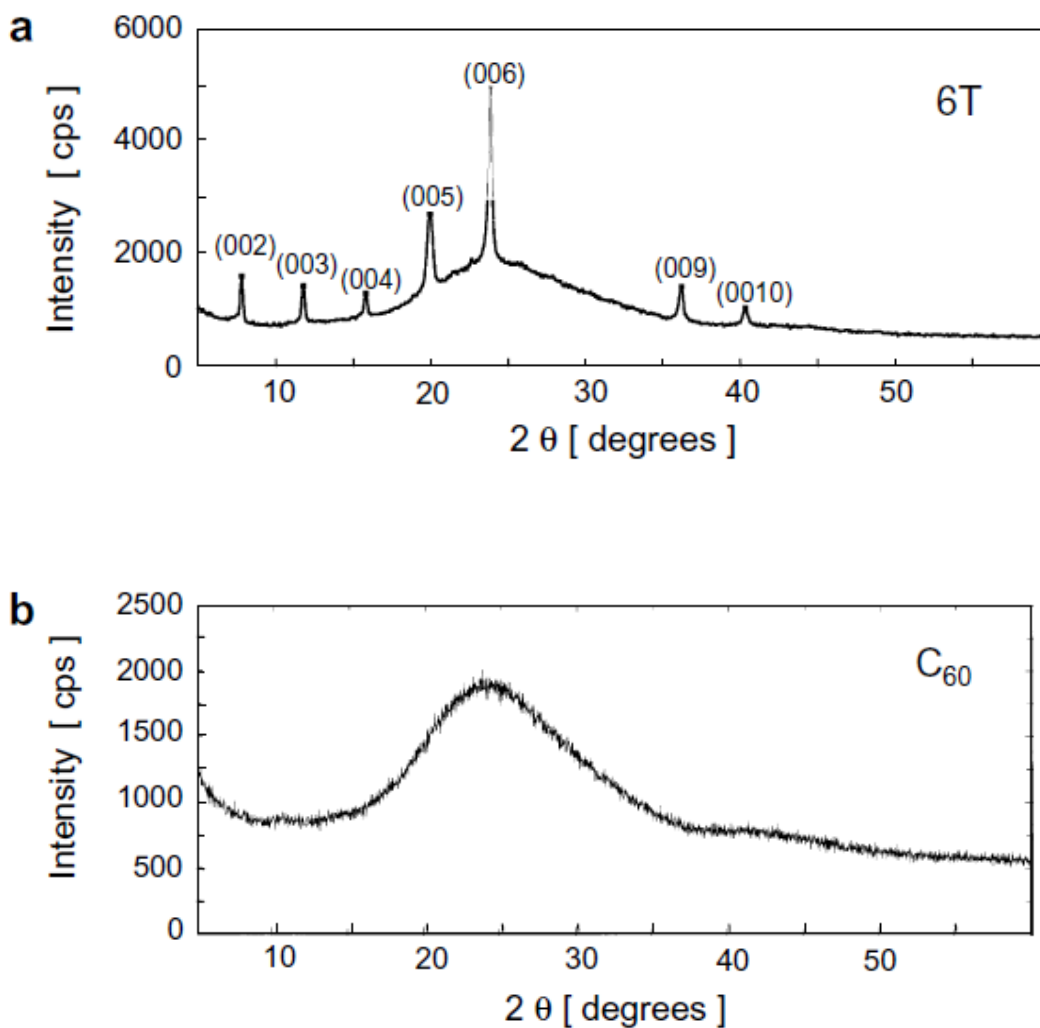 a
6000
4000
2000
0
Intensity [ cps ]
(002)
(003)
(004)
(005)
(006)
(009)
(0010)
6T
10 20 30 40 50
2 θ [ degrees ]
b
2500
2000
1500
1000
500
0
Intensity [ cps ]
C60
10 20 30 40 50
2 θ [ degrees ]